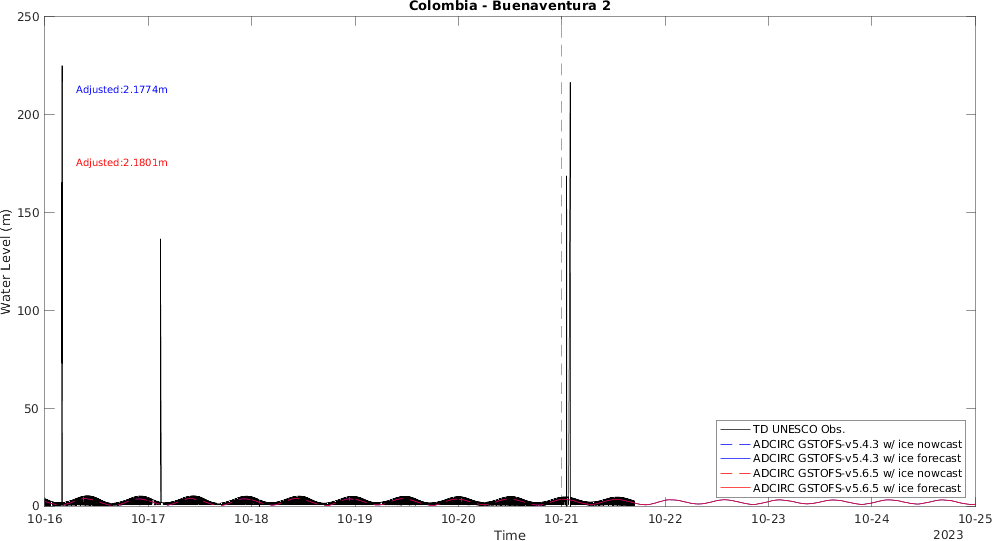 Colombia - Buenaventura 2
250
200
150
100
50
0
Water Level (m)
Adjusted:2.1774m
Adjusted:2.1801m
TD UNESCO Obs.
ADCIRC GSTOFS-v5.4.3 w/ ice nowcast
ADCIRC GSTOFS-v5.4.3 w/ ice forecast
ADCIRC GSTOFS-v5.6.5 w/ ice nowcast
ADCIRC GSTOFS-v5.6.5 w/ ice forecast
10-16 10-17 10-18 10-19 10-20 10-21 10-22 10-23 10-24 10-25
Time
2023